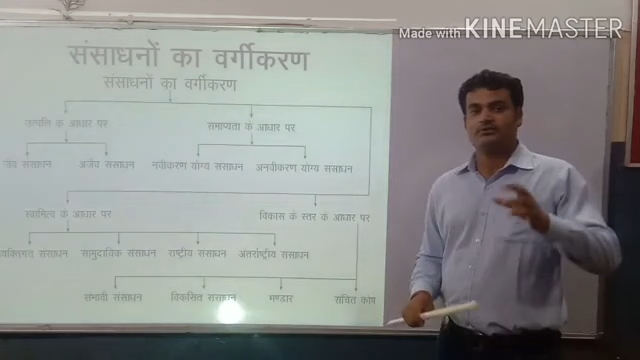 Made with KINEMASTER
संसाधनों का वर्गीकरण
संसाधनों का वर्गीकरण
उत्पत्ति के आधार पर समाप्यता के आधार पर
जैव संसाधन अजैव संसाधन नवीकरण योग्य संसाधन अनवीकरण योग्य संसाधन
स्वामित्व के आधार पर विकास के स्तर के आधार पर
व्यक्तिगत संसाधन सामुदायिक संसाधन राष्ट्रीय संसाधन अंतर्राष्ट्रीय संसाधन
संभावी संसाधन विकसित संसाधन भण्डार संचित कोष